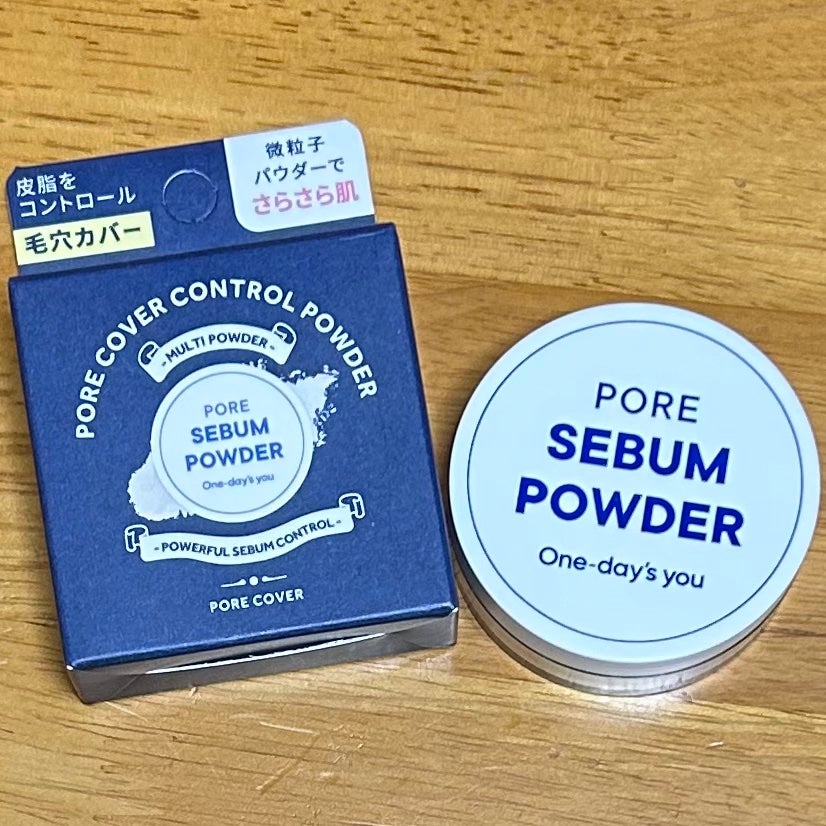 皮脂を
コントロール
毛穴カバー
微粒子
パウダーで
さらさら肌
PORE COVER CONTROL POWDER
-MULTI POWDER-
PORE
SEBUM
POWDER
One-day's you
-POWERFUL SEBUM CONTROL-
PORE COVER
PORE
SEBUM
POWDER
One-day's you